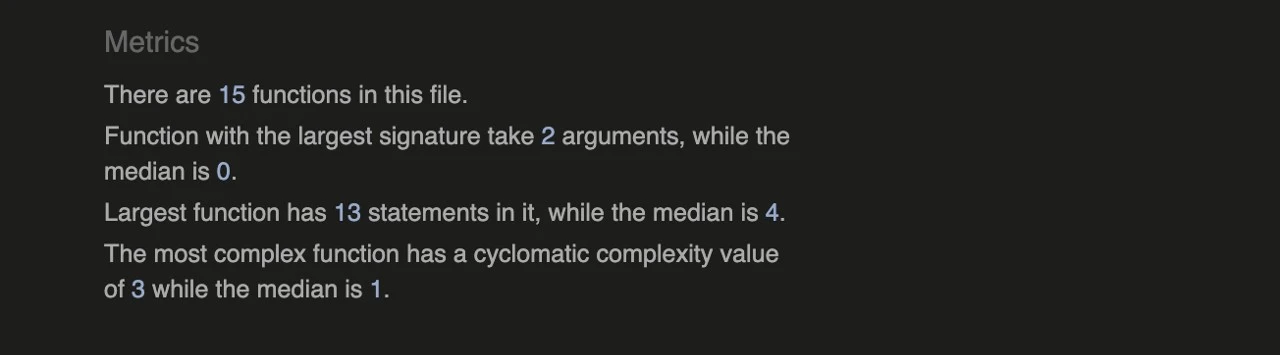 Metrics
There are 15 functions in this file.
Function with the largest signature take 2 arguments, while the
median is 0.
Largest function has 13 statements in it, while the median is 4.
The most complex function has a cyclomatic complexity value
of 3 while the median is 1.